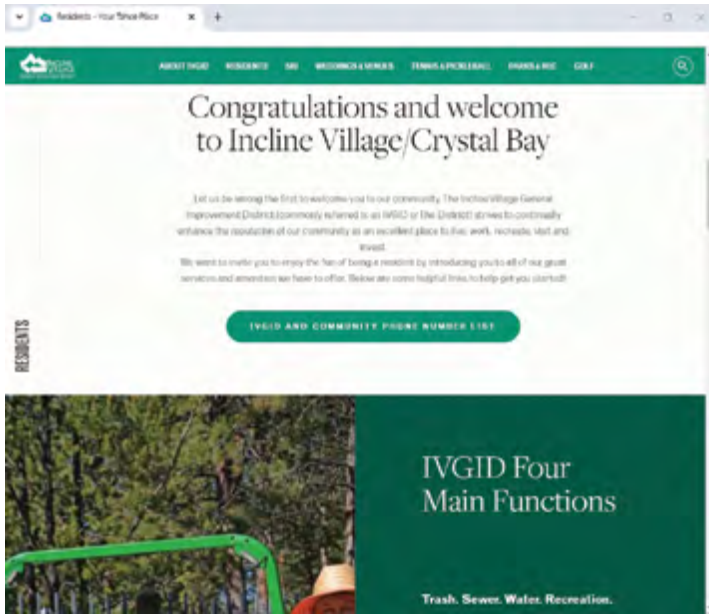 Residents - Your Tahoe Place
INCLINE
VILLAGE
ABOUT IVGID RESIDENTS SKI WEDDINGS & VENUES TENNIS & PICKLEBALL PARKS & REC GOLF
Congratulations and welcome
to Incline Village/Crystal Bay
Let us be among the first to welcome you to our community. The Incline Village General
Improvement District (commonly referred to as IVGID or the District) strives to continually
enhance the reputation of our community as an excellent place to live, work, recreate, visit and
invest.
We want to invite you to enjoy the fun of being a resident by introducing you to all of our great
services and amenities we have to offer. Below are some helpful links to help get you started!
IVGID AND COMMUNITY PHONE NUMBER LIST
RESIDENTS
IVGID Four
Main Functions
Trash. Sewer. Water. Recreation.